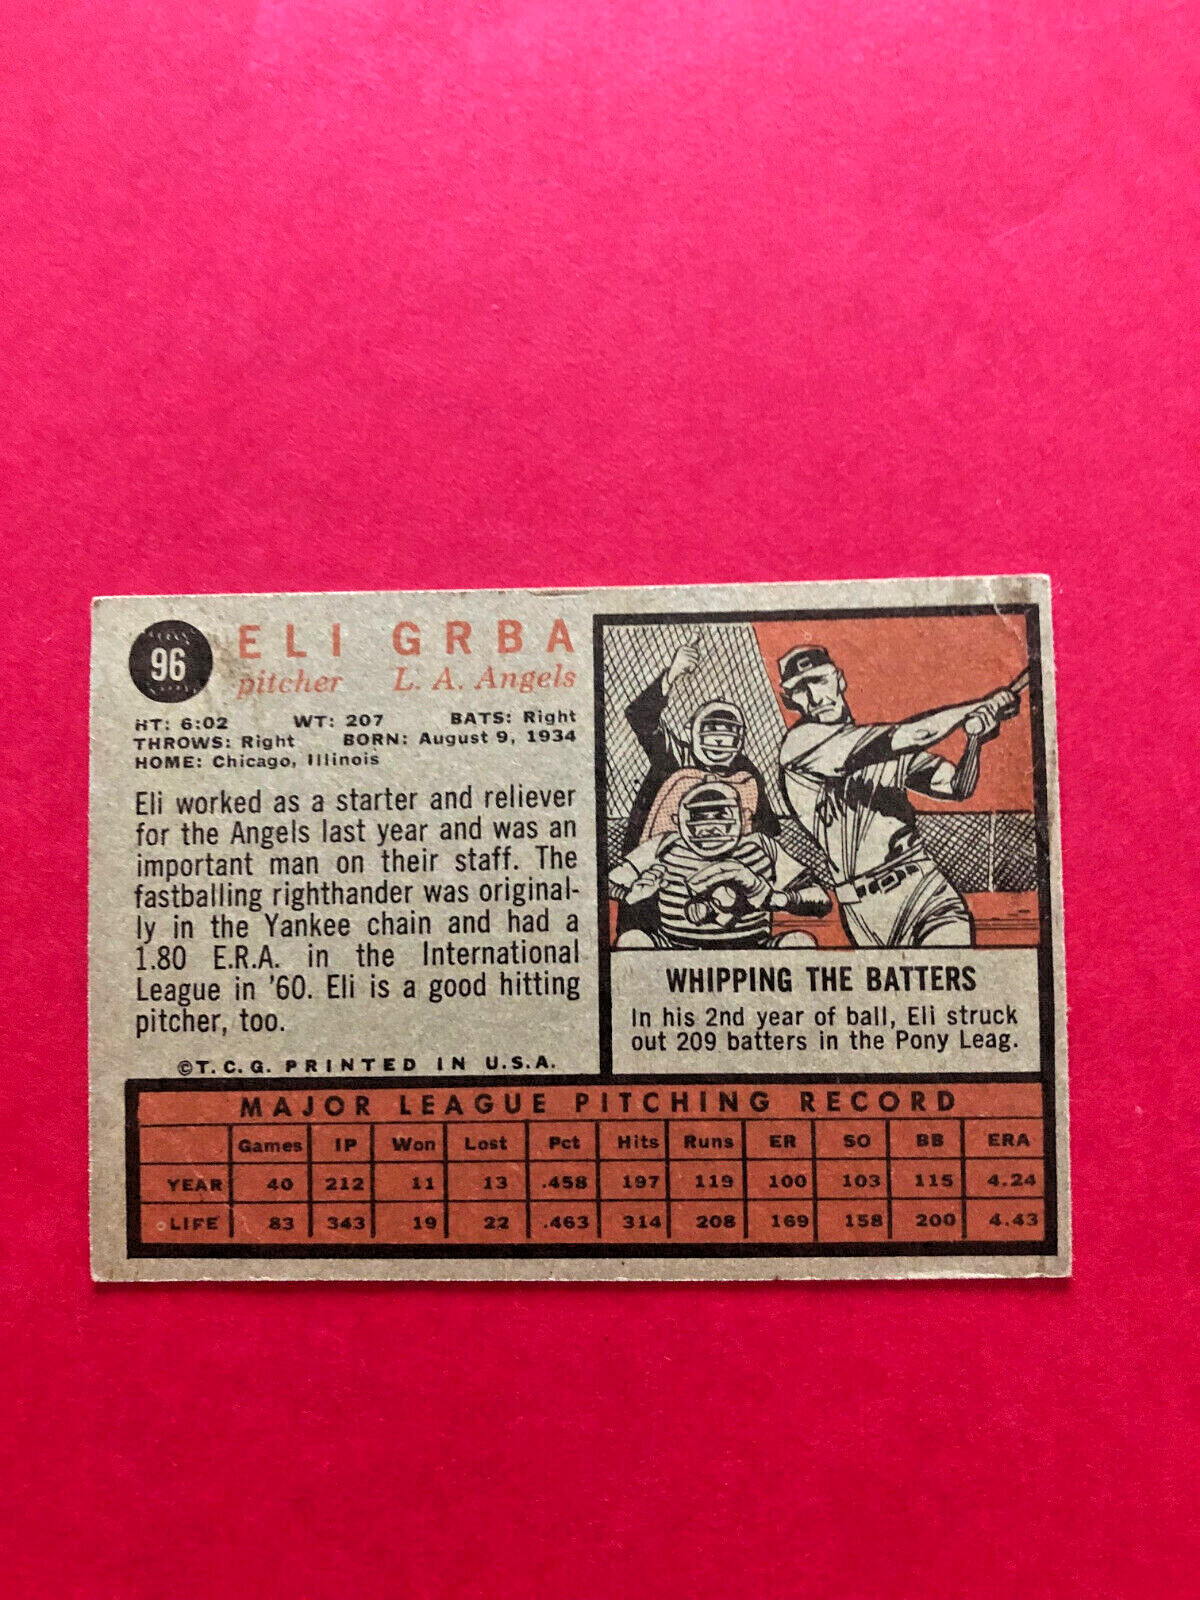 96
ELI GRBA
pitcher L. A. Angels
HT: 6:02 WT: 207 BATS: Right
THROWS: Right BORN: August 9, 1934
HOME: Chicago, Illinois
Eli worked as a starter and reliever
for the Angels last year and was an
important man on their staff. The
fastballing righthander was original-
ly in the Yankee chain and had a
1.80 E.R.A. in the International
League in '60. Eli is a good hitting
pitcher, too.
©T. C. G. PRINTED IN U.S.A.
WHIPPING THE BATTERS
In his 2nd year of ball, Eli struck
out 209 batters in the Pony Leag.
MAJOR LEAGUE PITCHING RECORD
Games IP Won Lost Pct Hits Runs ER SO BB ERA
YEAR 40 212 11 13 .458 197 119 100 103 115 4.24
LIFE 83 343 19 22 .463 314 208 169 158 200 4.43